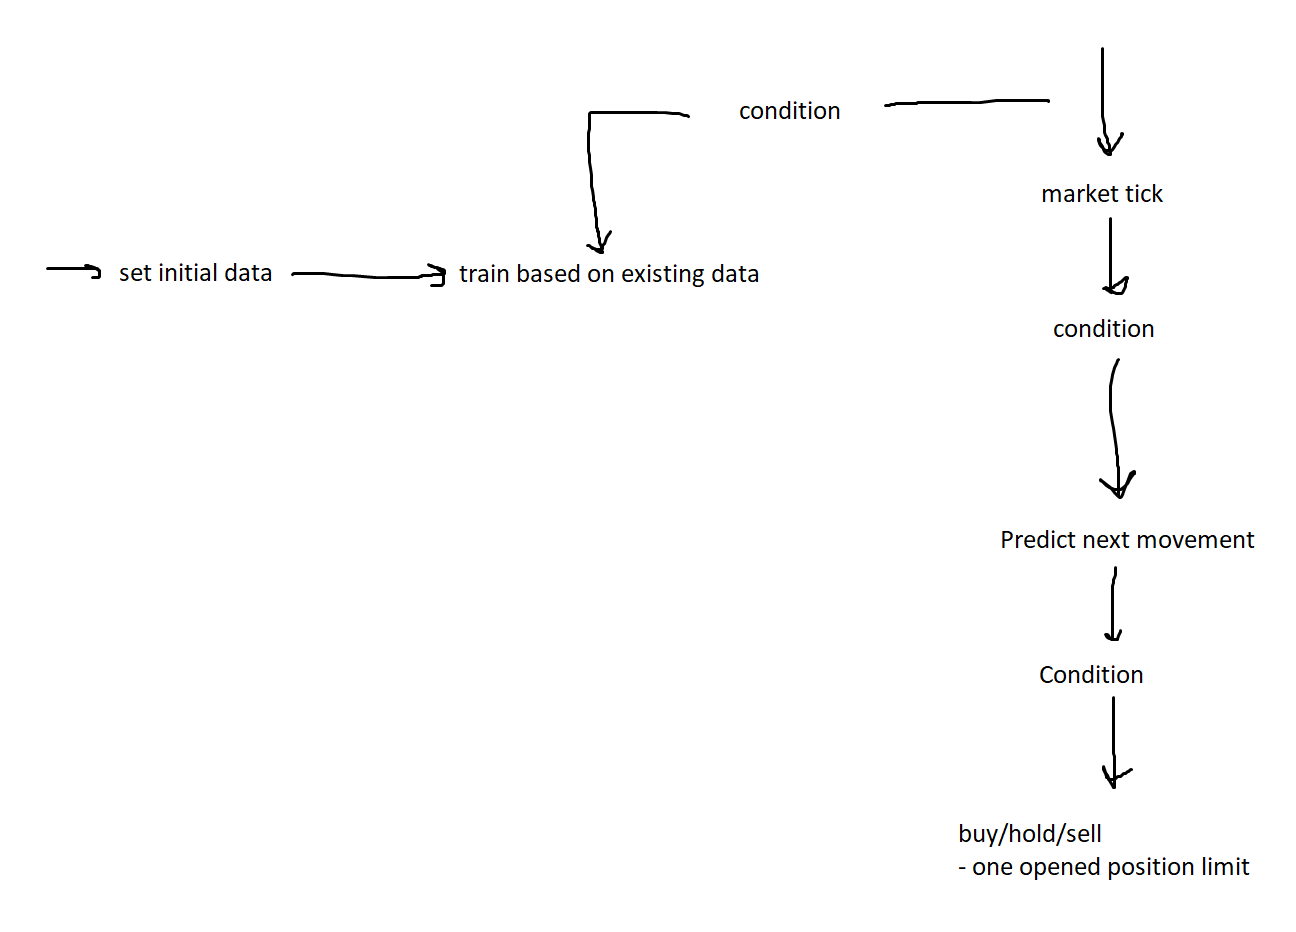 condition
market tick
set initial data
train based on existing data
condition
Predict next movement
Condition
buy/hold/sell
- one opened position limit